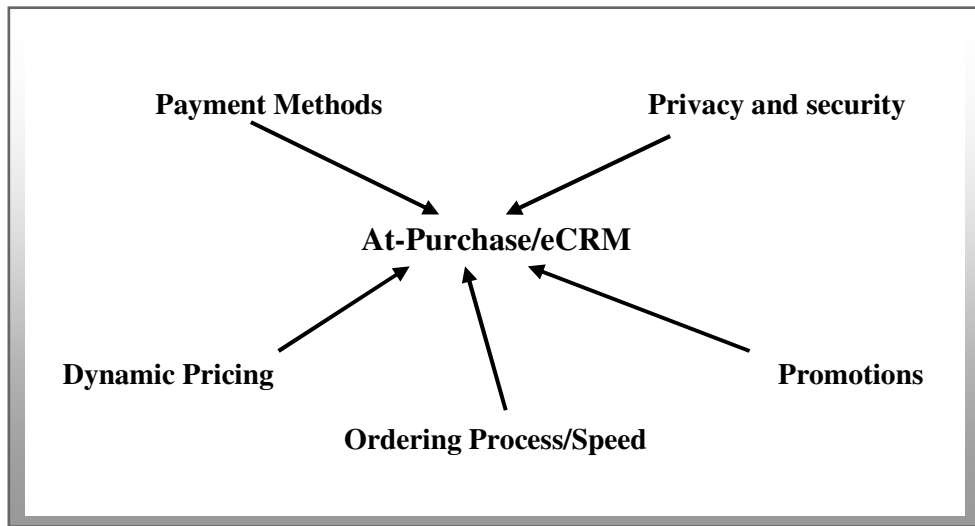 Payment Methods
Privacy and security
At-Purchase/eCRM
Dynamic Pricing
Promotions
Ordering Process/Speed